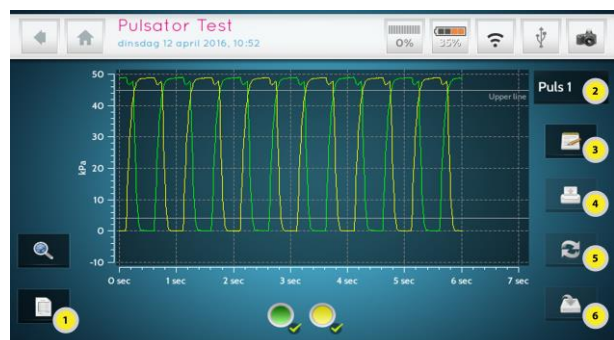 Pulsator Test
dinsdag 12 april 2016, 10:52
0%
35%
50
40
30
20
10
0
-10
kPa
Upper line
0 sec
1 sec
2 sec
3 sec
4 sec
5 sec
6 sec
7 sec
Puls 1
2
3
4
5
6
1